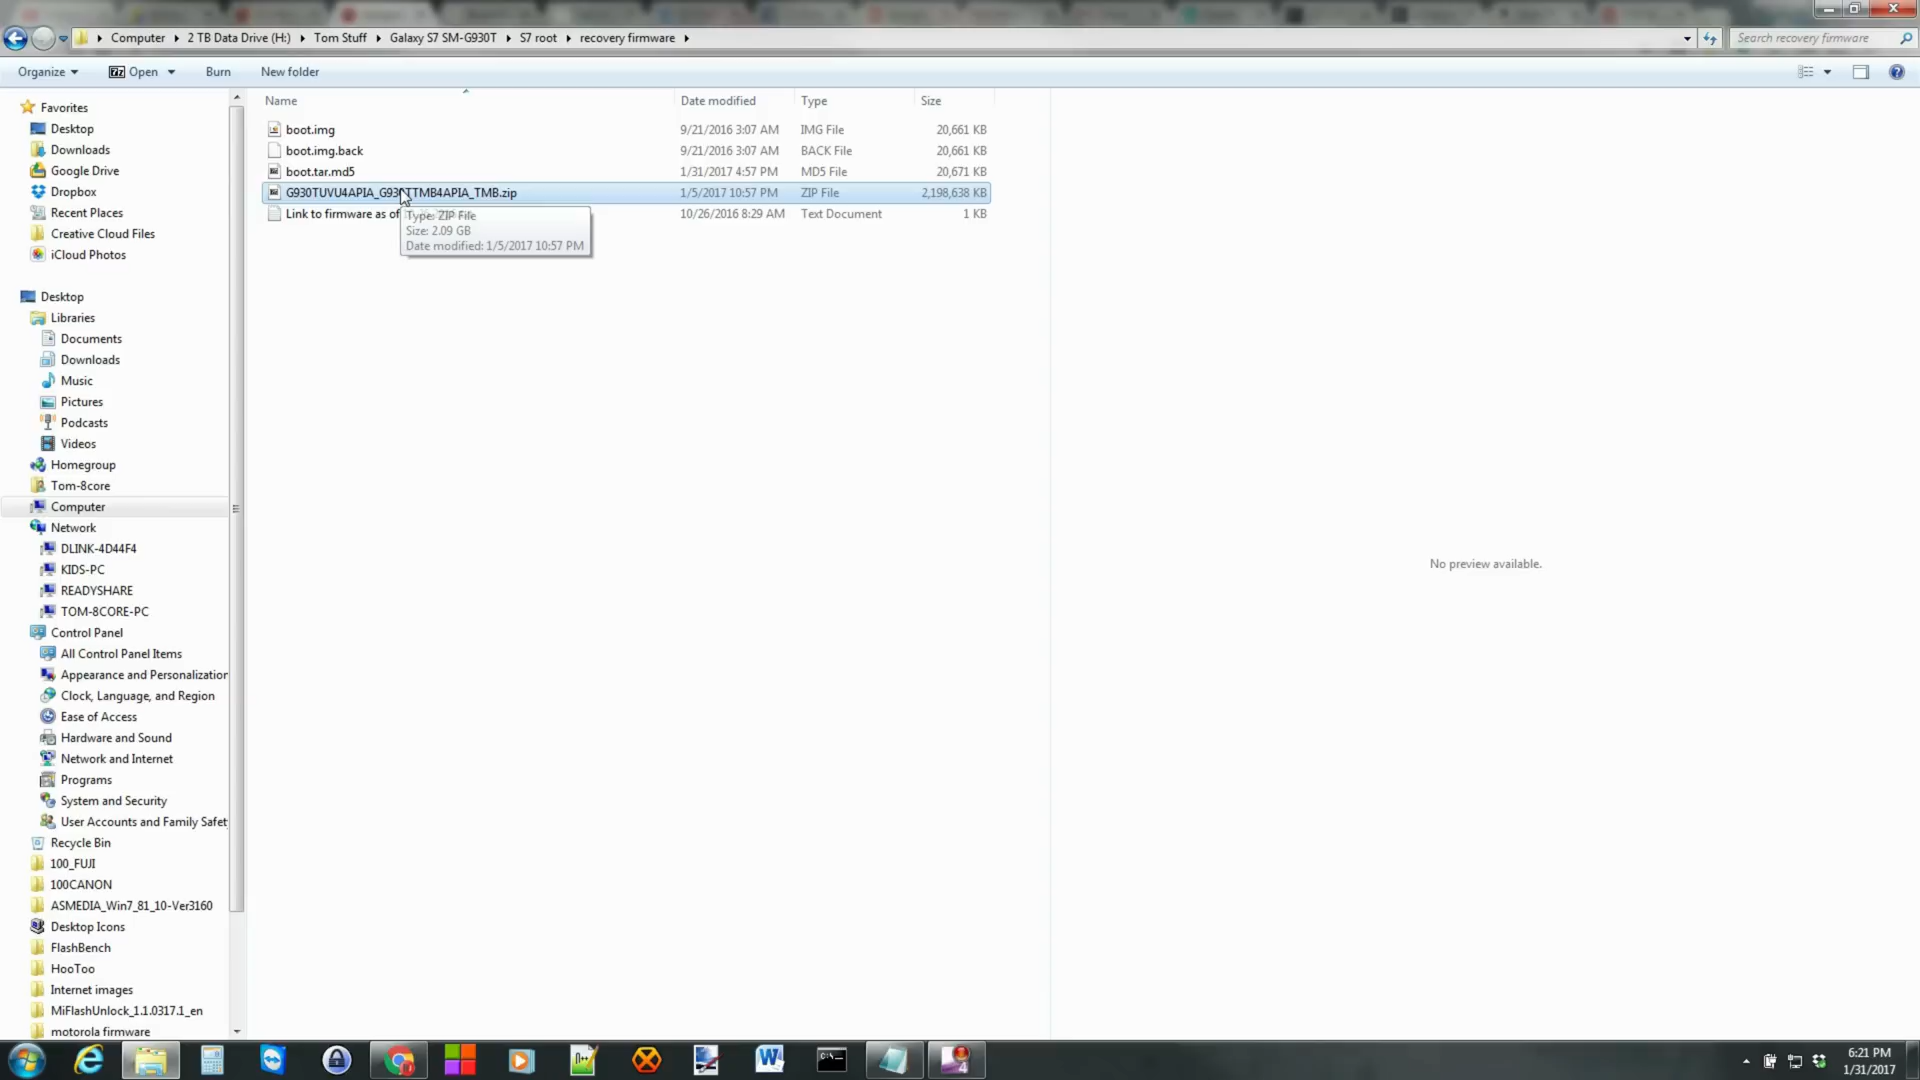 Computer ▸ 2 TB Data Drive (H:) ▸ Tom Stuff ▸ Galaxy S7 SM-G930T ▸ S7 root ▸ recovery firmware ▸
Search recovery firmware
Organize Open Burn New folder
Name Date modified Type Size
boot.img 9/21/2016 3:07 AM IMG File 20,661 KB
boot.img.back 9/21/2016 3:07 AM BACK File 20,661 KB
boot.tar.md5 1/31/2017 4:57 PM MD5 File 20,671 KB
G930TUVU4APIA_G930TTMB4APIA_TMB.zip 1/5/2017 10:57 PM ZIP File 2,198,638 KB
Link to firmware as of 10/26/2016 8:29 AM Text Document 1 KB
Type: ZIP File
Size: 2.09 GB
Date modified: 1/5/2017 10:57 PM
Favorites
Desktop
Downloads
Google Drive
Dropbox
Recent Places
Creative Cloud Files
iCloud Photos
Desktop
Libraries
Documents
Downloads
Music
Pictures
Podcasts
Videos
Homegroup
Tom-8core
Computer
Network
DLINK-4D44F4
KIDS-PC
READYSHARE
TOM-8CORE-PC
Control Panel
All Control Panel Items
Appearance and Personalization
Clock, Language, and Region
Ease of Access
Hardware and Sound
Network and Internet
Programs
System and Security
User Accounts and Family Safet
Recycle Bin
100_FUJI
100CANON
ASMEDIA_Win7_81_10-Ver3160
Desktop Icons
FlashBench
HooToo
Internet images
MiFlashUnlock_1.1.0317.1_en
motorola firmware
No preview available.
6:21 PM
1/31/2017